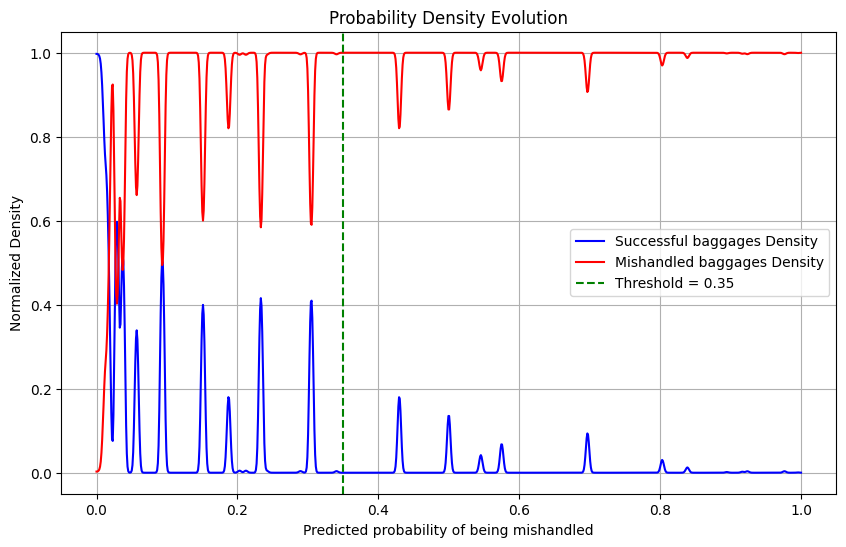 Probability Density Evolution
Normalized Density
1.0
0.8
0.6
0.4
0.2
0.0
Successful baggages Density
Mishandled baggages Density
Threshold = 0.35
0.0 0.2 0.4 0.6 0.8 1.0
Predicted probability of being mishandled